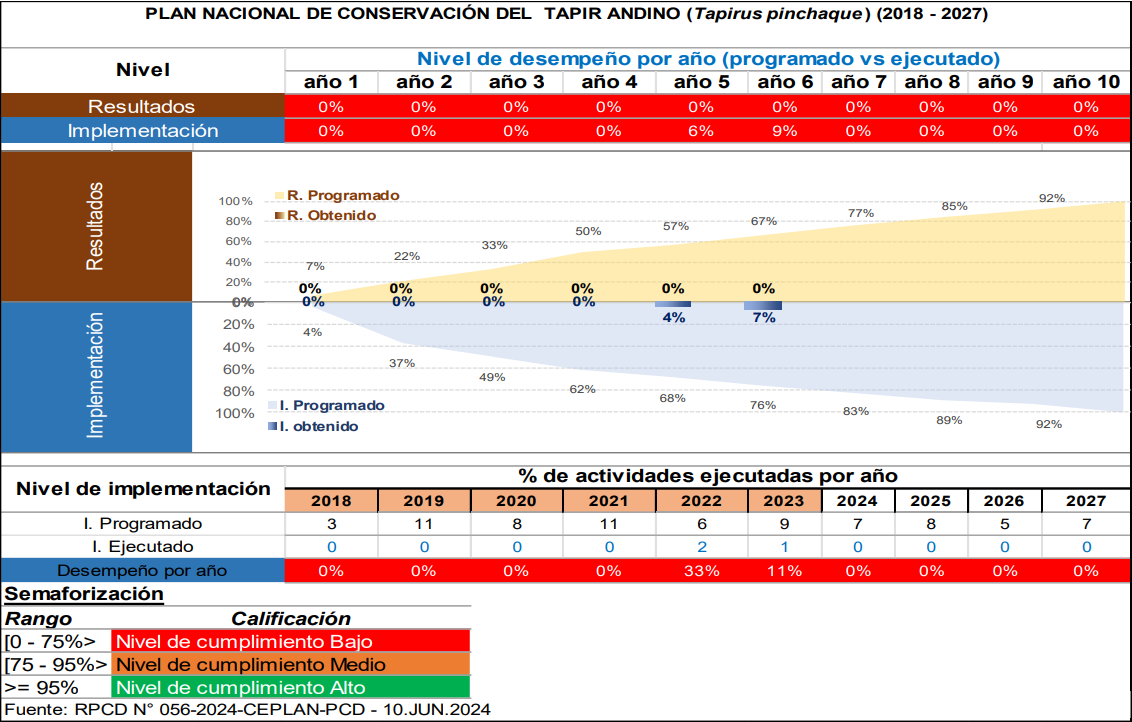 PLAN NACIONAL DE CONSERVACIÓN DEL TAPIR ANDINO (Tapirus pinchaque) (2018 - 2027)
Nivel
Nivel de desempeño por año (programado vs ejecutado)
año 1 año 2 año 3 año 4 año 5 año 6 año 7 año 8 año 9 año 10
Resultados 0% 0% 0% 0% 0% 0% 0% 0% 0% 0%
Implementación 0% 0% 0% 0% 6% 9% 0% 0% 0% 0%
Resultados
R. Programado
R. Obtenido
100%
80%
60%
40%
20%
0%
7% 22% 33% 50% 57% 67% 77% 85% 92%
0% 0% 0% 0% 0% 0%
Implementación
0% 0% 0% 0% 4% 7%
0%
20%
40%
60%
80%
100%
4% 37% 49% 62% 68% 76% 83% 89% 92%
I. Programado
I. obtenido
Nivel de implementación
% de actividades ejecutadas por año
2018 2019 2020 2021 2022 2023 2024 2025 2026 2027
I. Programado 3 11 8 11 6 9 7 8 5 7
I. Ejecutado 0 0 0 0 2 1 0 0 0 0
Desempeño por año 0% 0% 0% 0% 33% 11% 0% 0% 0% 0%
Semaforización
Rango Calificación
[0 - 75%> Nivel de cumplimiento Bajo
[75 - 95%> Nivel de cumplimiento Medio
>= 95% Nivel de cumplimiento Alto
Fuente: RPCD N° 056-2024-CEPLAN-PCD - 10.JUN.2024